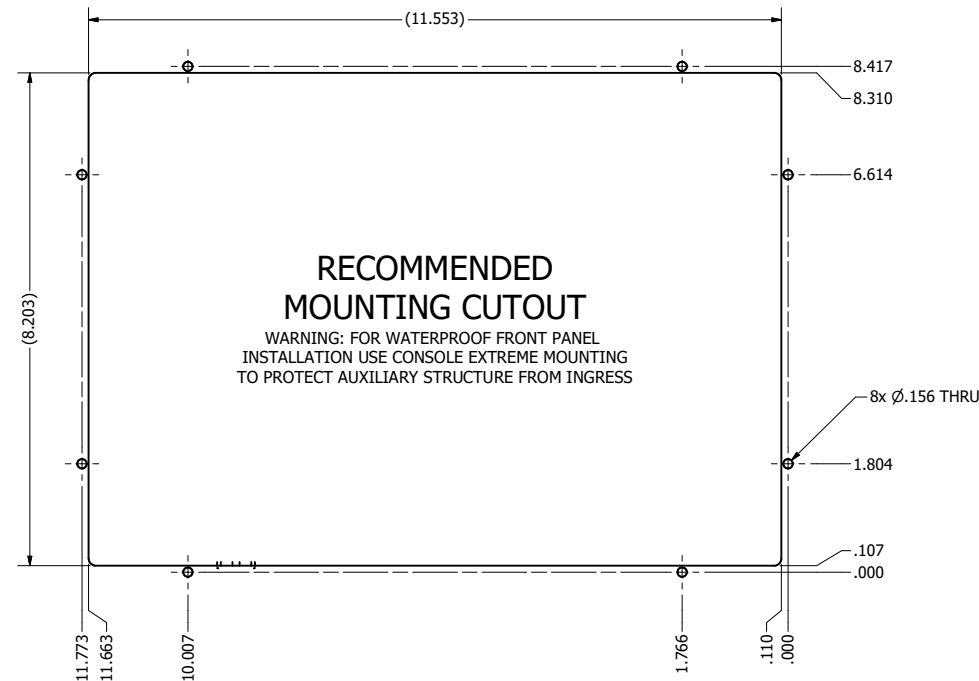 (11.553)
8.417
8.310
6.614
(8.203)
RECOMMENDED
MOUNTING CUTOUT
WARNING: FOR WATERPROOF FRONT PANEL
INSTALLATION USE CONSOLE EXTREME MOUNTING
TO PROTECT AUXILIARY STRUCTURE FROM INGRESS
8x Ø.156 THRU
1.804
.107
.000
11.773
11.663
10.007
1.766
.110
.000